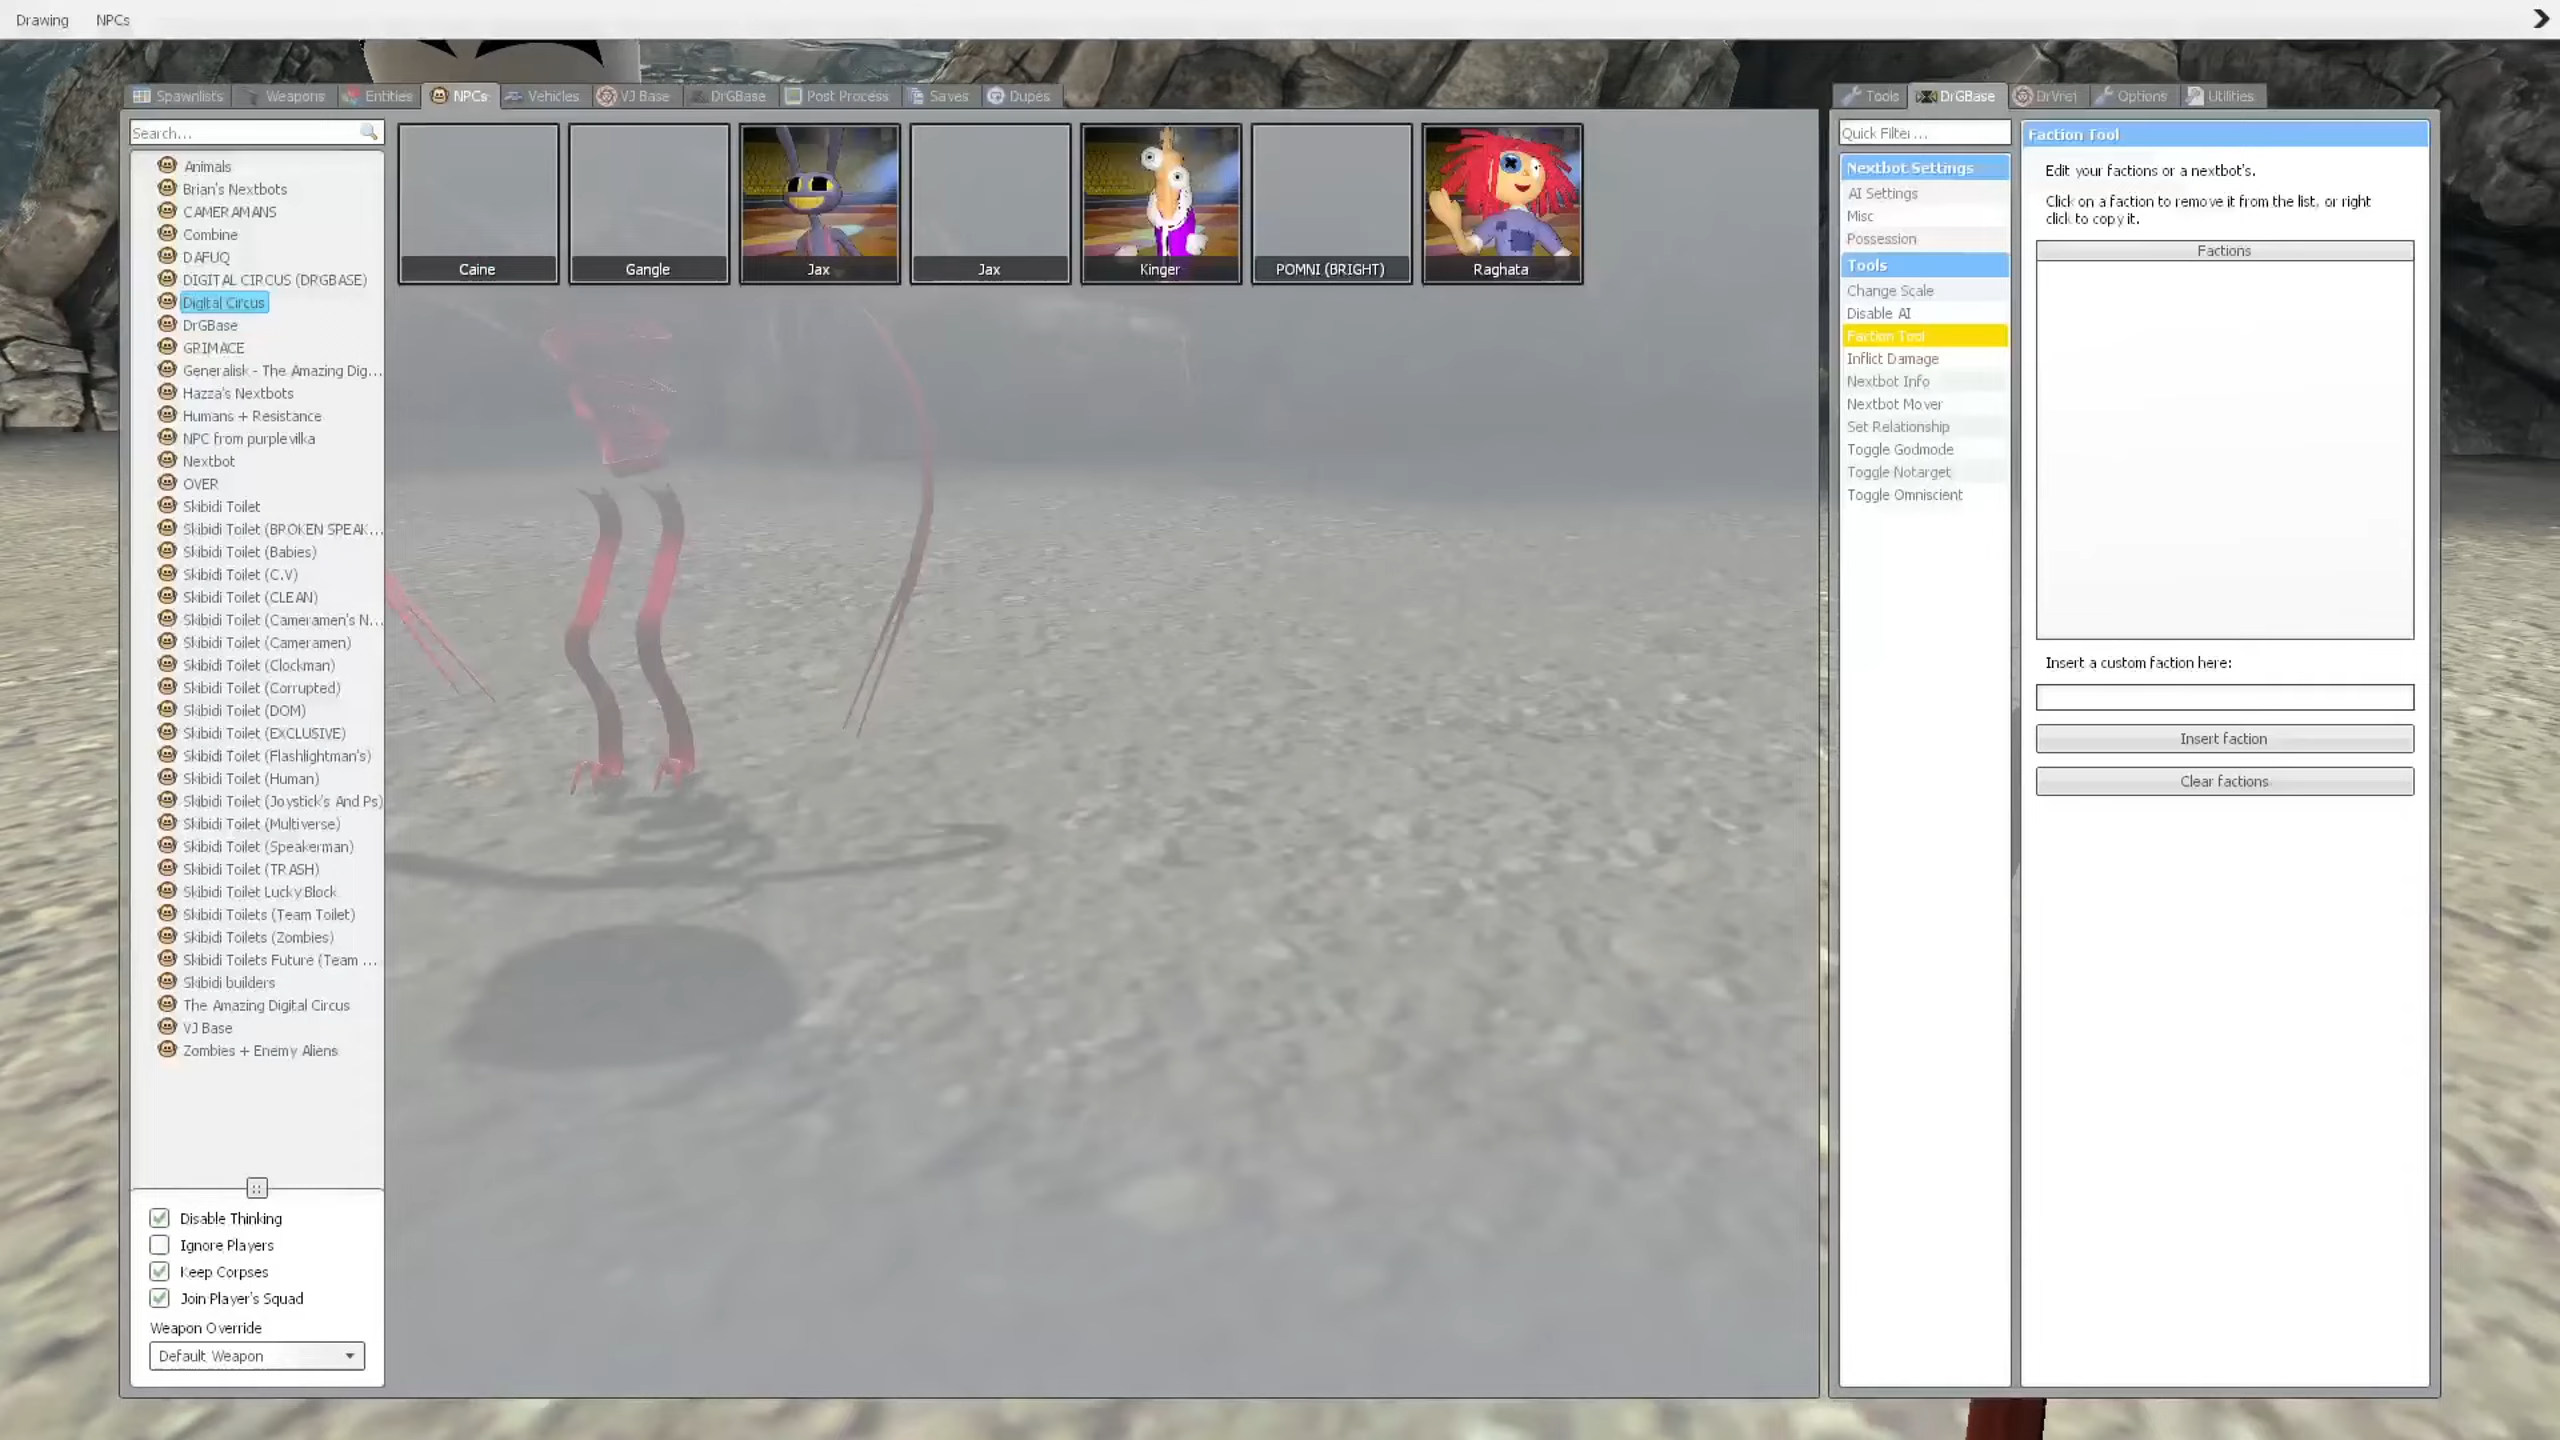 Drawing NPCs
Spawnlists Weapons Entities NPCs Vehicles VJ Base DrGBase Post Process Saves Dupes
Search...
Animals
Brian's Nextbots
CAMERAMANS
Combine
DAFUQ
DIGITAL CIRCUS (DRGBASE)
Digital Circus
DrGBase
GRIMACE
Generalisk - The Amazing Dig...
Hazza's Nextbots
Humans + Resistance
NPC from purplevilka
Nextbot
OVER
Skibidi Toilet
Skibidi Toilet (BROKEN SPEAK...
Skibidi Toilet (Babies)
Skibidi Toilet (C.V)
Skibidi Toilet (CLEAN)
Skibidi Toilet (Cameramen's N...
Skibidi Toilet (Cameramen)
Skibidi Toilet (Clockman)
Skibidi Toilet (Corrupted)
Skibidi Toilet (DOM)
Skibidi Toilet (EXCLUSIVE)
Skibidi Toilet (Flashlightman's)
Skibidi Toilet (Human)
Skibidi Toilet (Joystick's And Ps)
Skibidi Toilet (Multiverse)
Skibidi Toilet (Speakerman)
Skibidi Toilet (TRASH)
Skibidi Toilet Lucky Block
Skibidi Toilets (Team Toilet)
Skibidi Toilets (Zombies)
Skibidi Toilets Future (Team ...
Skibidi builders
The Amazing Digital Circus
VJ Base
Zombies + Enemy Aliens
Disable Thinking
Ignore Players
Keep Corpses
Join Player's Squad
Weapon Override
Default Weapon
Caine Gangle Jax Jax Kinger POMNI (BRIGHT) Raghata
Tools DrGBase DrVrej Options Utilities
Quick Filter...
Nextbot Settings
AI Settings
Misc
Possession
Tools
Change Scale
Disable AI
Faction Tool
Inflict Damage
Nextbot Info
Nextbot Mover
Set Relationship
Toggle Godmode
Toggle Notarget
Toggle Omniscient
Faction Tool
Edit your factions or a nextbot's.
Click on a faction to remove it from the list, or right
click to copy it.
Factions
Insert a custom faction here:
Insert faction
Clear factions